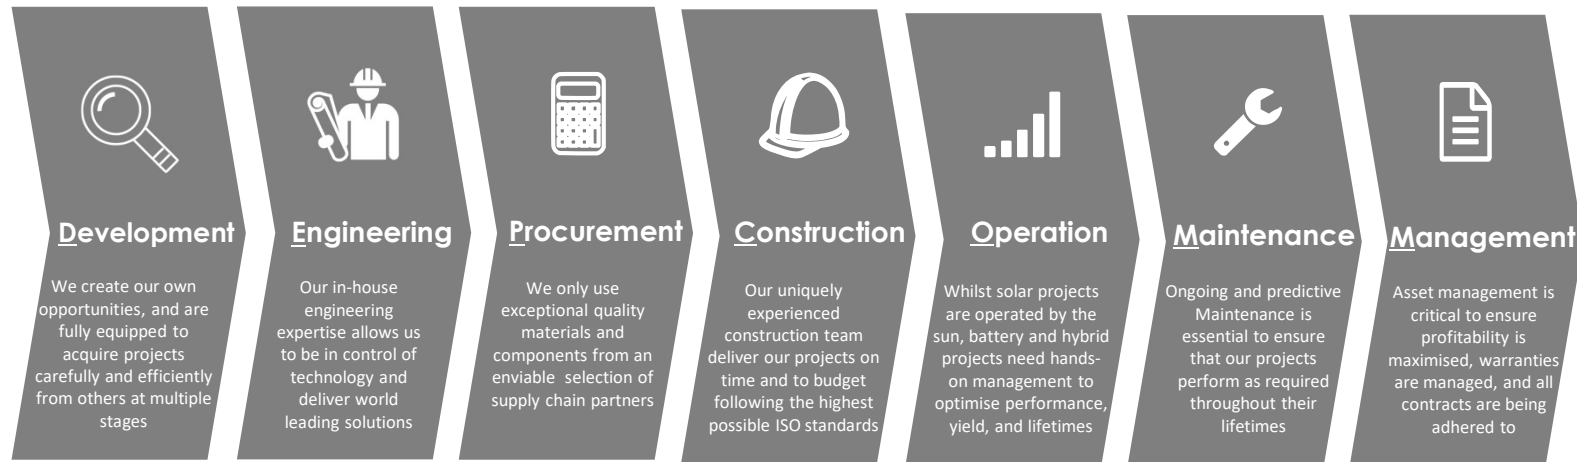 Development
We create our own
opportunities, and are
fully equipped to
acquire projects
carefully and efficiently
from others at multiple
stages
Engineering
Our in-house
engineering
expertise allows us
to be in control of
technology and
deliver world
leading solutions
Procurement
We only use
exceptional quality
materials and
components from an
enviable selection of
supply chain partners
Construction
Our uniquely
experienced
construction team
deliver our projects on
time and to budget
following the highest
possible ISO standards
Operation
Whilst solar projects
are operated by the
sun, battery and hybrid
projects need hands-
on management to
optimise performance,
yield, and lifetimes
Maintenance
Ongoing and predictive
Maintenance is
essential to ensure
that our projects
perform as required
throughout their
lifetimes
Management
Asset management is
critical to ensure
profitability is
maximised, warranties
are managed, and all
contracts are being
adhered to